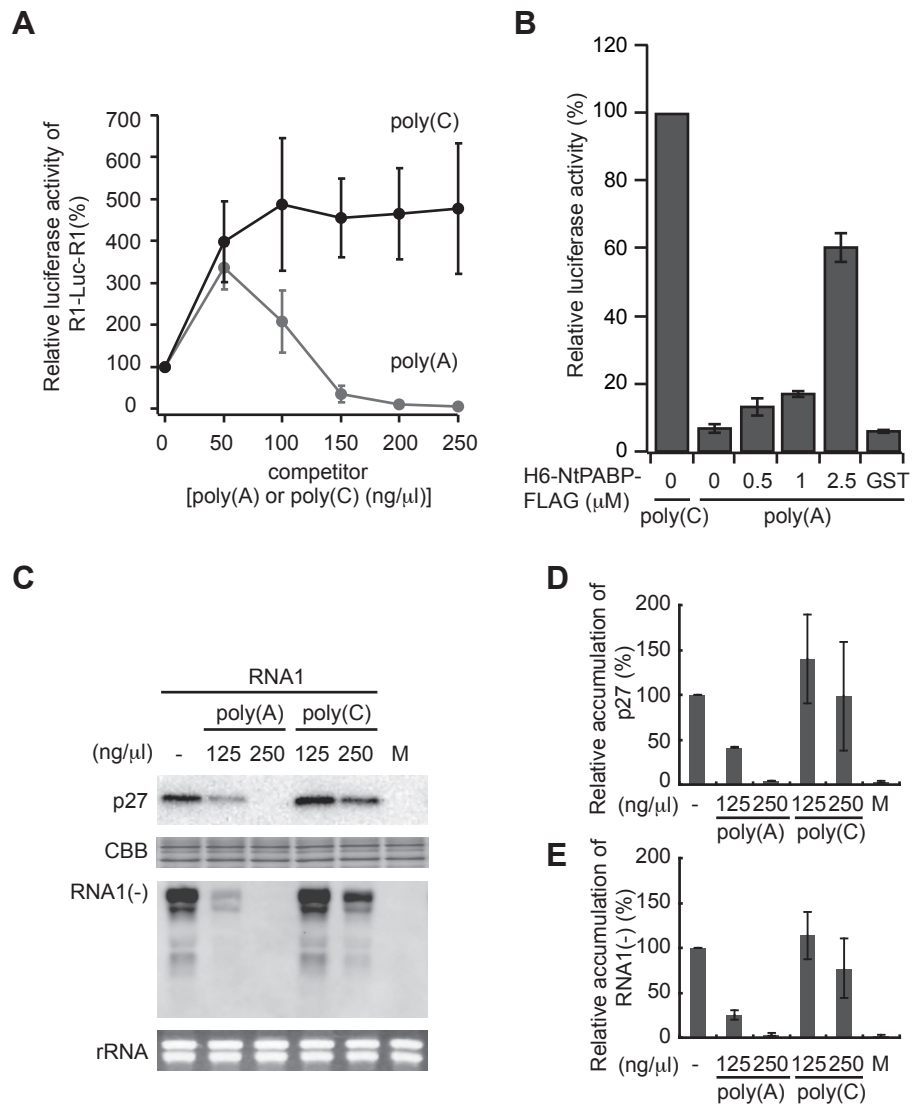 A
Relative luciferase activity of
R1-Luc-R1(%)
700
600
500
400
300
200
100
0
poly(C)
poly(A)
0 50 100 150 200 250
competitor
[poly(A) or poly(C) (ng/μl)]
B
Relative luciferase activity (%)
120
100
80
60
40
20
0
H6-NtPABP-
FLAG (μM)
0 0 0.5 1 2.5 GST
poly(C) poly(A)
C
RNA1
poly(A) poly(C)
(ng/μl) - 125 250 125 250 M
p27
CBB
RNA1(-)
rRNA
D
Relative accumulation of
p27 (%)
200
150
100
50
0
(ng/μl) - 125 250 125 250 M
poly(A) poly(C)
E
Relative accumulation of
RNA1(-) (%)
200
150
100
50
0
(ng/μl) - 125 250 125 250 M
poly(A) poly(C)